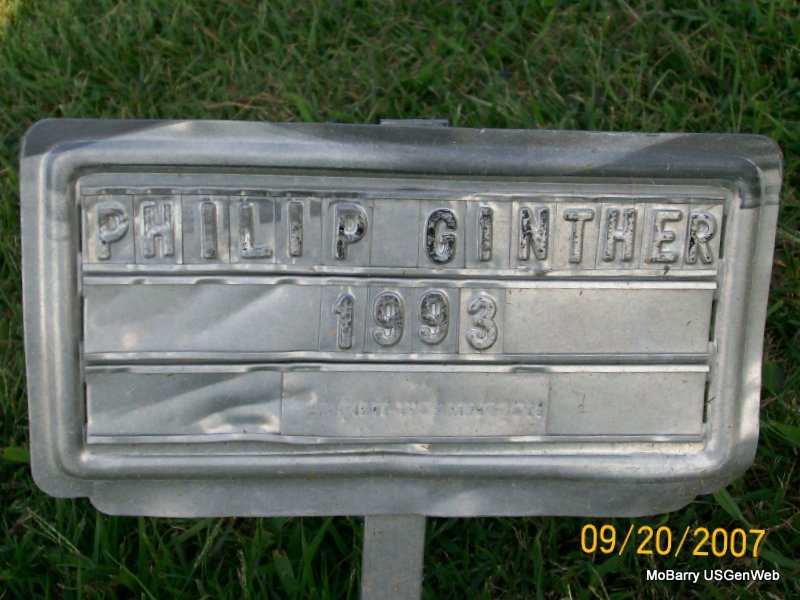 PHILIP GINTHER
1993
09/20/2007
MoBarry USGenWeb